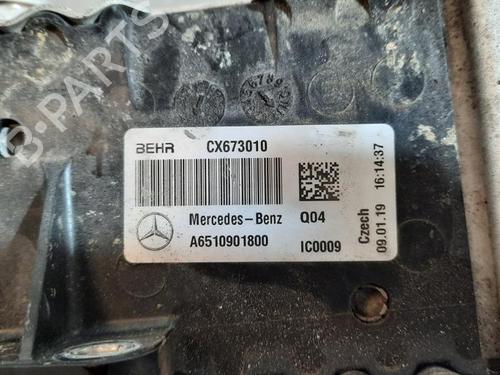 B-PARTS
BEHR CX673010
Mercedes-Benz Q04
A6510901800 IC0009
Czech
09.01.19 16:14:37